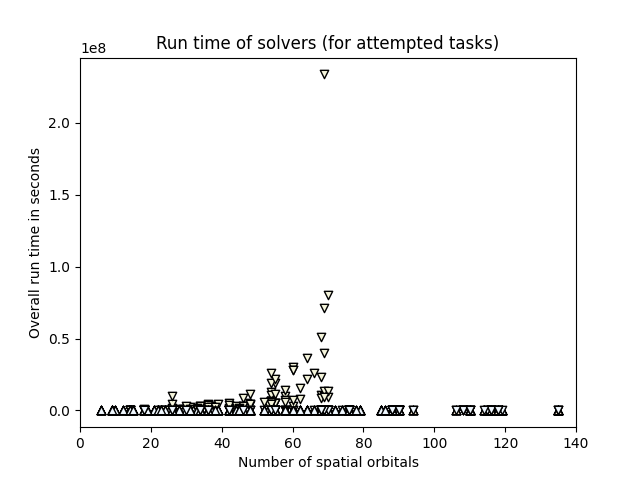 Run time of solvers (for attempted tasks)
1e8
2.0
1.5
1.0
0.5
0.0
Overall run time in seconds
0 20 40 60 80 100 120 140
Number of spatial orbitals